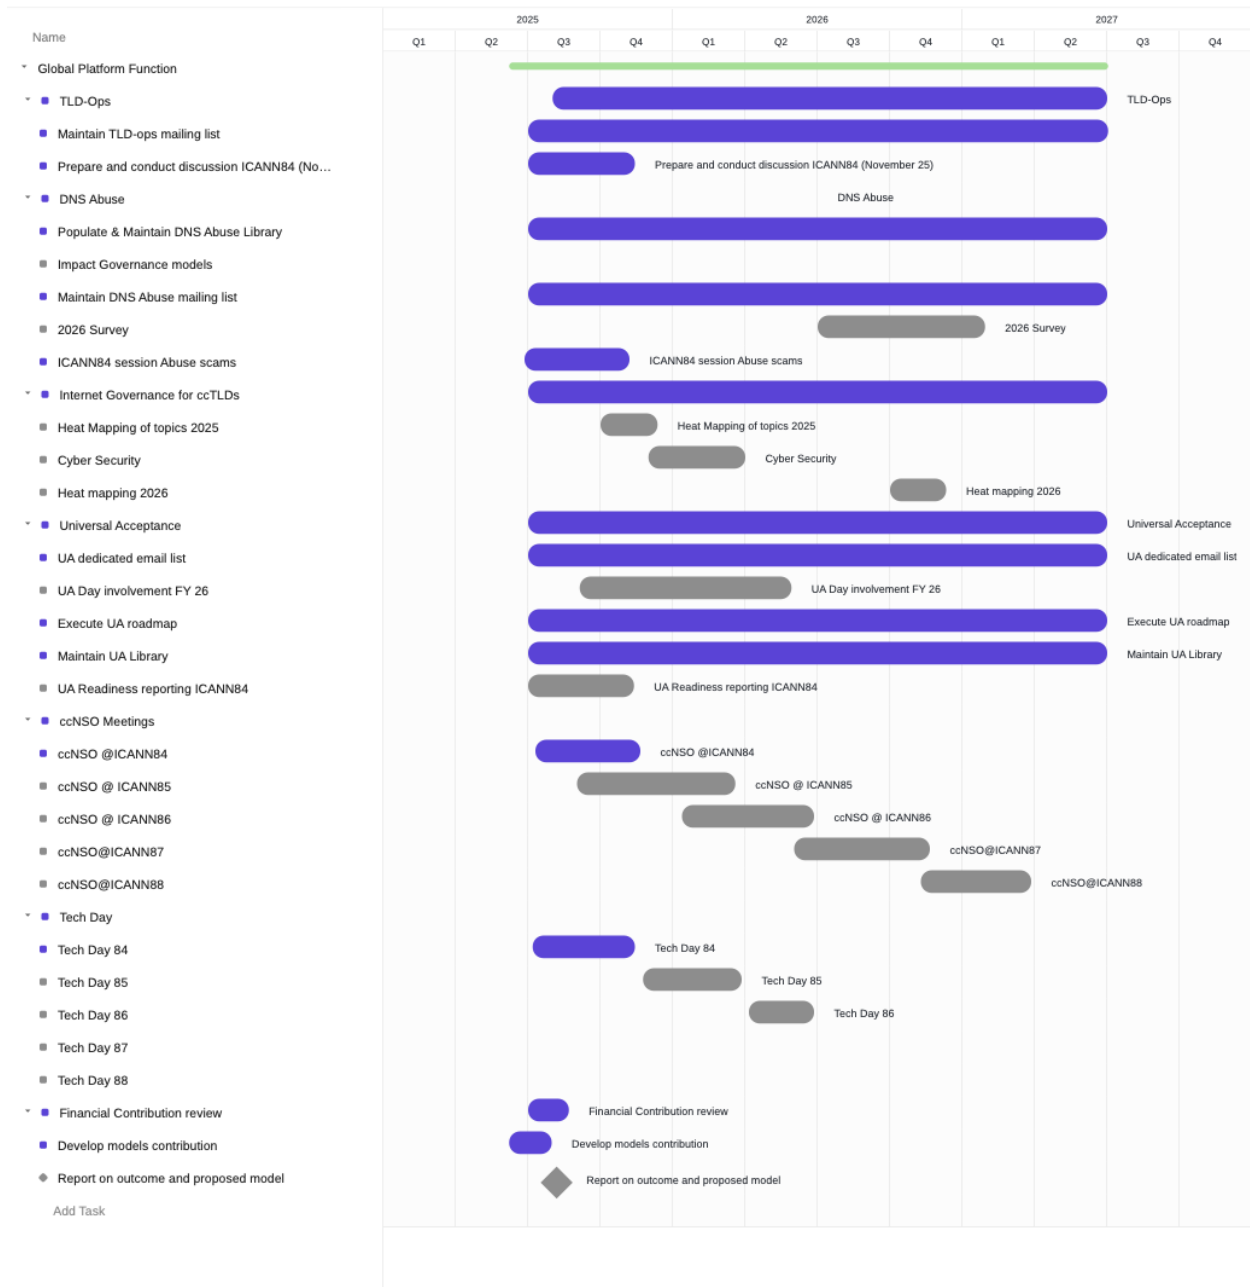 2025 2026 2027
Name
Q1 Q2 Q3 Q4 Q1 Q2 Q3 Q4 Q1 Q2 Q3 Q4
Global Platform Function
TLD-Ops TLD-Ops
Maintain TLD-ops mailing list
Prepare and conduct discussion ICANN84 (No... Prepare and conduct discussion ICANN84 (November 25)
DNS Abuse DNS Abuse
Populate & Maintain DNS Abuse Library
Impact Governance models
Maintain DNS Abuse mailing list
2026 Survey 2026 Survey
ICANN84 session Abuse scams ICANN84 session Abuse scams
Internet Governance for ccTLDs
Heat Mapping of topics 2025 Heat Mapping of topics 2025
Cyber Security Cyber Security
Heat mapping 2026 Heat mapping 2026
Universal Acceptance Universal Acceptance
UA dedicated email list UA dedicated email list
UA Day involvement FY 26 UA Day involvement FY 26
Execute UA roadmap Execute UA roadmap
Maintain UA Library Maintain UA Library
UA Readiness reporting ICANN84 UA Readiness reporting ICANN84
ccNSO Meetings
ccNSO @ICANN84 ccNSO @ICANN84
ccNSO @ ICANN85 ccNSO @ ICANN85
ccNSO @ ICANN86 ccNSO @ ICANN86
ccNSO@ICANN87 ccNSO@ICANN87
ccNSO@ICANN88 ccNSO@ICANN88
Tech Day
Tech Day 84 Tech Day 84
Tech Day 85 Tech Day 85
Tech Day 86 Tech Day 86
Tech Day 87
Tech Day 88
Financial Contribution review Financial Contribution review
Develop models contribution Develop models contribution
Report on outcome and proposed model Report on outcome and proposed model
Add Task